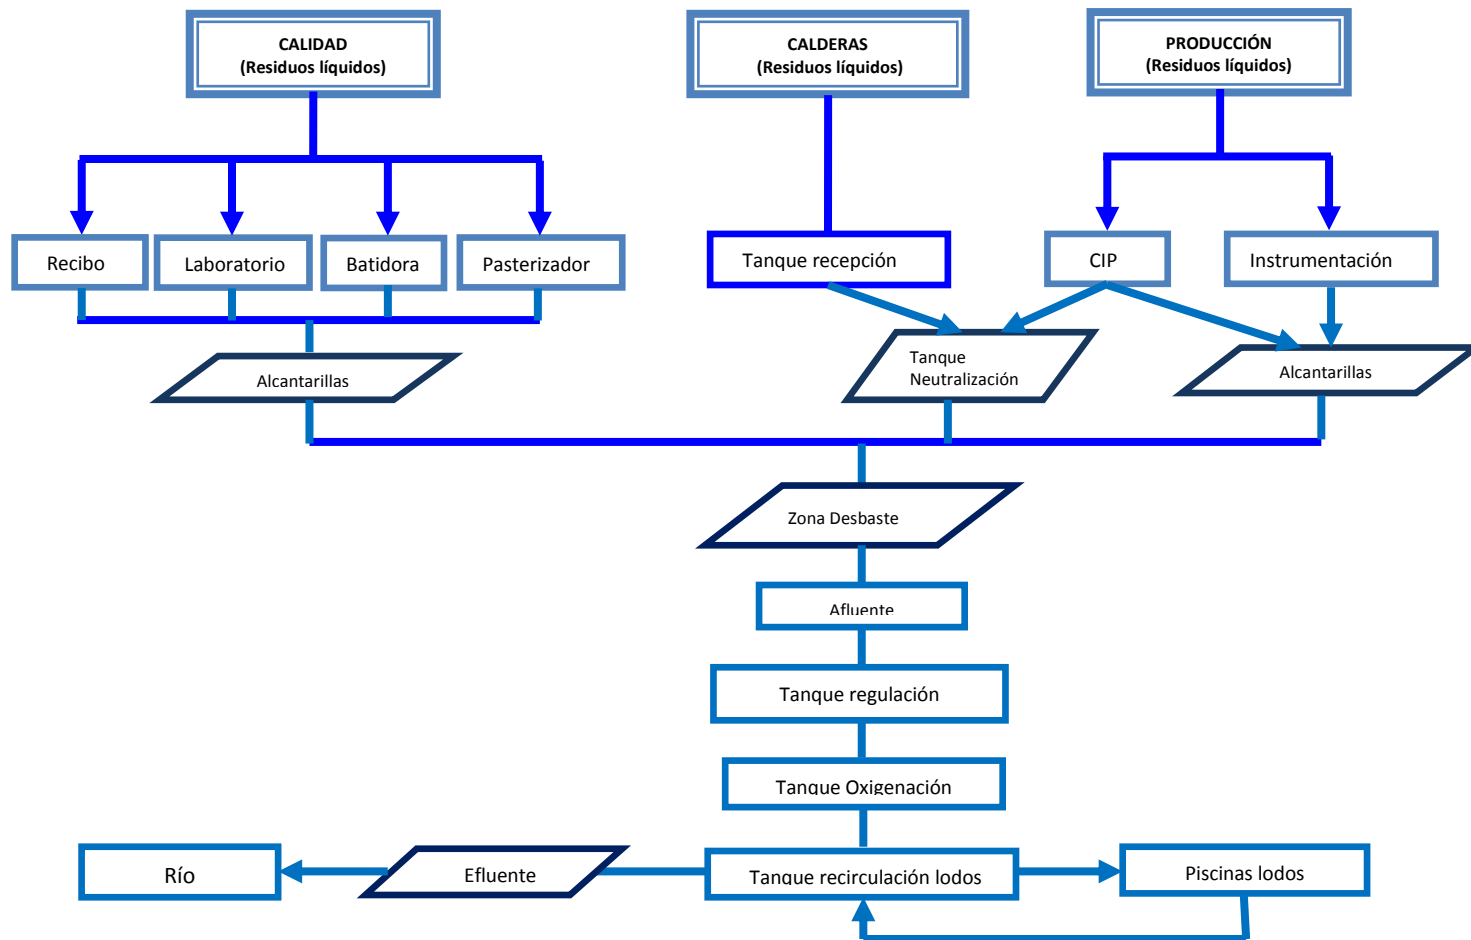 CALIDAD
(Residuos líquidos)
CALDERAS
(Residuos líquidos)
PRODUCCIÓN
(Residuos líquidos)
Recibo
Laboratorio
Batidora
Pasterizador
Tanque recepción
CIP
Instrumentación
Alcantarillas
Tanque
Neutralización
Alcantarillas
Zona Desbaste
Afluente
Tanque regulación
Tanque Oxigenación
Río
Efluente
Tanque recirculación lodos
Piscinas lodos